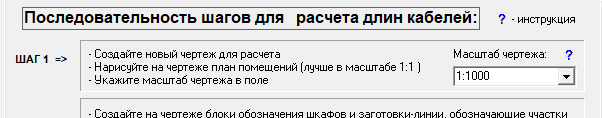 Последовательность шагов для расчета длин кабелей:
? - инструкция
ШАГ 1 =>
- Создайте новый чертеж для расчета
- Нарисуйте на чертеже план помещений (лучше в масштабе 1:1 )
- Укажите масштаб чертежа в поле
Масштаб чертежа: ?
1:1000
- Создайте на чертеже блоки обозначения шкафов и заготовки-линии, обозначающие участки